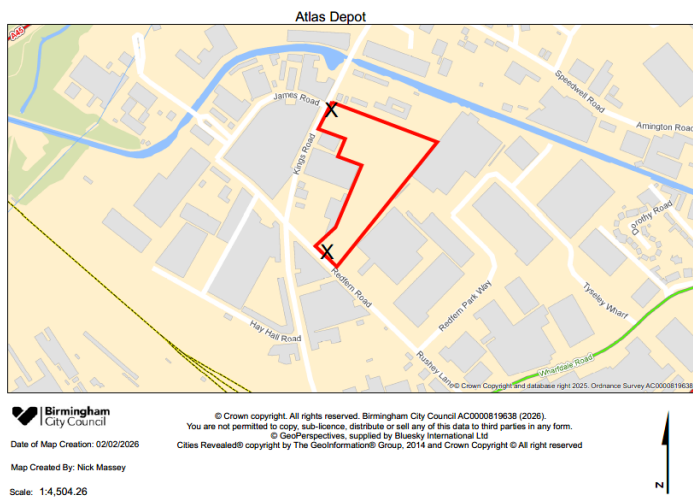 Atlas Depot
A45
James Road
X
Kings Road
Speedwell Road
Amington Road
Dorothy Road
X
Redfern Road
Redfern Park Way
Tyseley Wharf
Hay Hall Road
Rushey Lane
Wharfdale Road
© Crown Copyright and database right 2025. Ordnance Survey AC0000819638
Birmingham
City Council
Date of Map Creation: 02/02/2026
Map Created By: Nick Massey
Scale: 1:4,504.26
© Crown copyright. All rights reserved. Birmingham City Council AC0000819638 (2026).
You are not permitted to copy, sub-licence, distribute or sell any of this data to third parties in any form.
© GeoPerspectives, supplied by Bluesky International Ltd
Cities Revealed® copyright by The GeoInformation® Group, 2014 and Crown Copyright © All right reserved
N